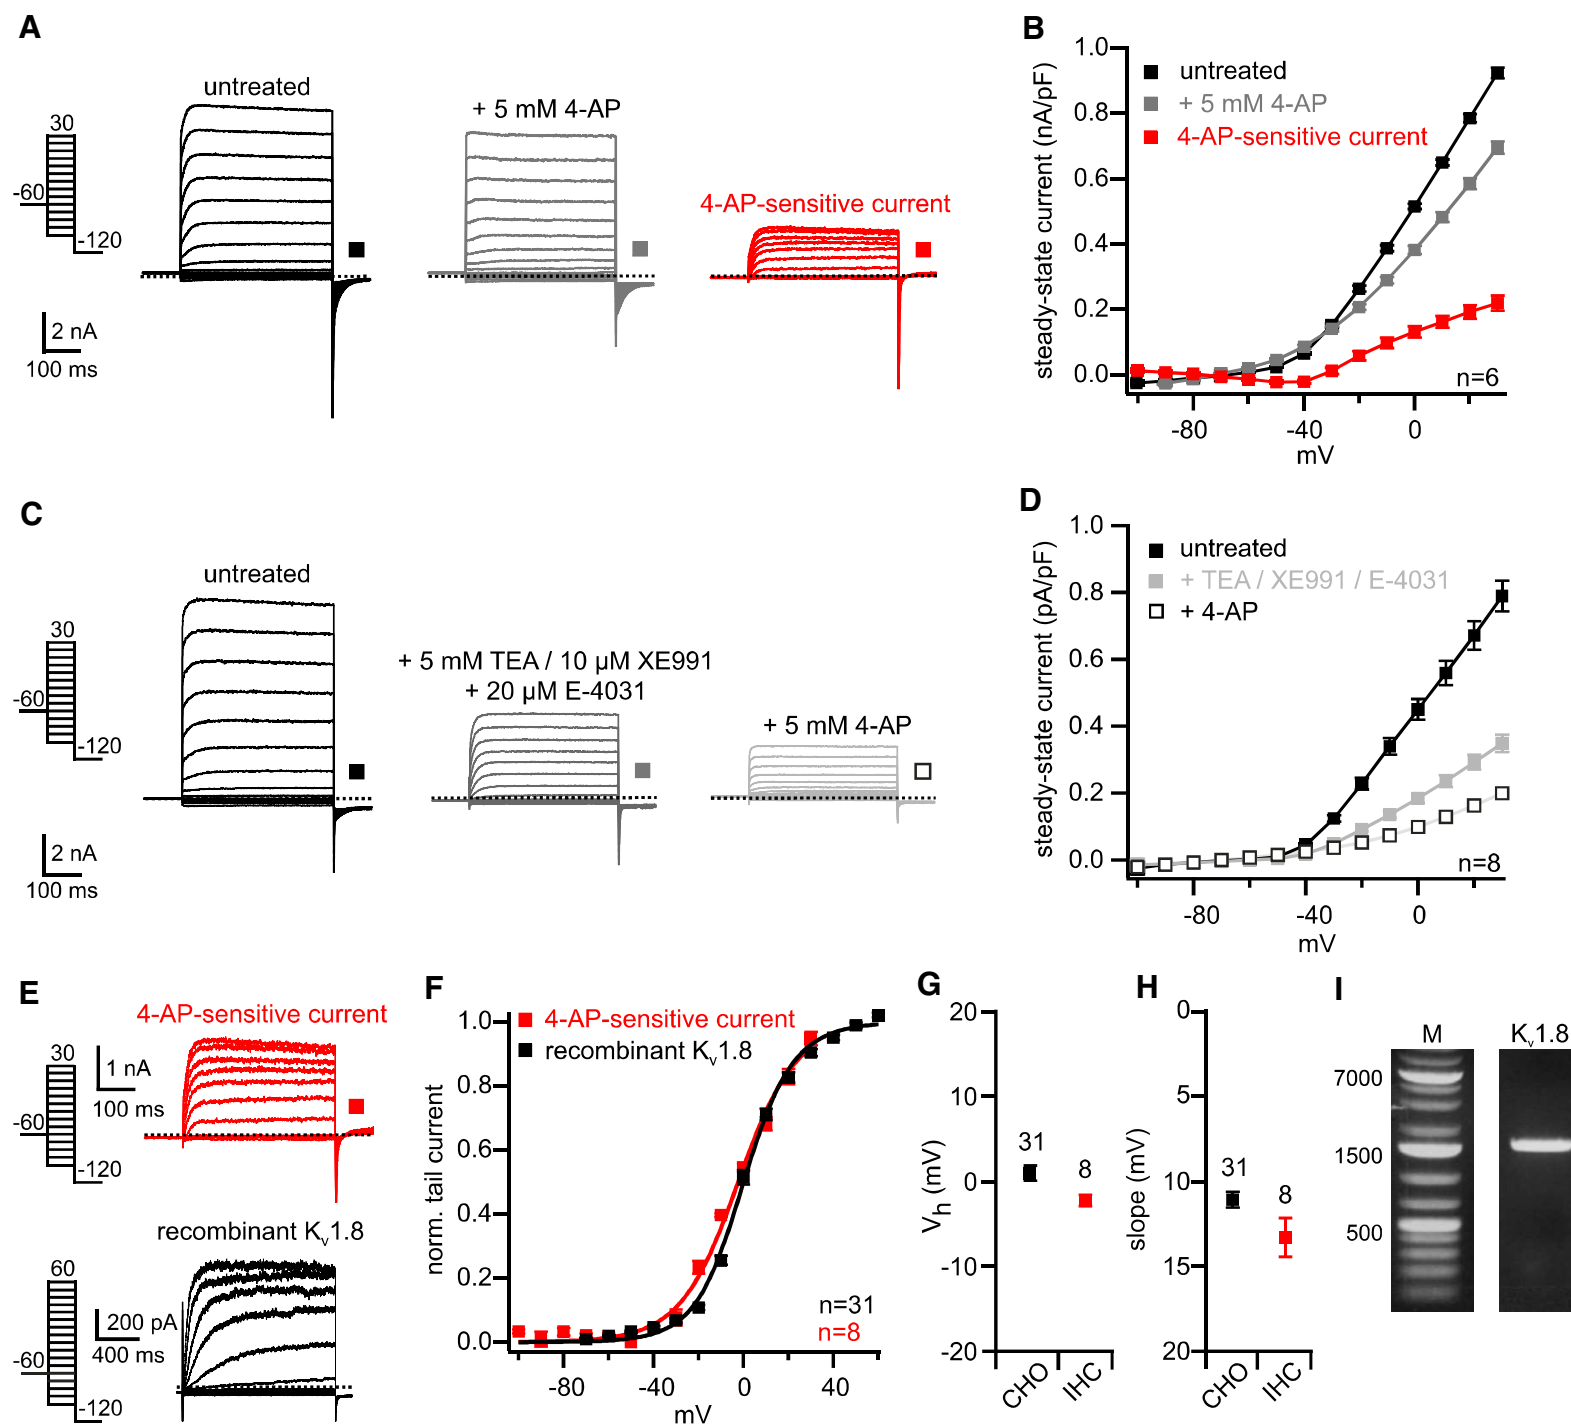 A
untreated
30
-60
-120
2 nA
100 ms
+ 5 mM 4-AP
4-AP-sensitive current
B
steady-state current (nA/pF)
1.0
0.8
0.6
0.4
0.2
0.0
untreated
+ 5 mM 4-AP
4-AP-sensitive current
n=6
-80
-40
0
mV
C
untreated
30
-60
-120
2 nA
100 ms
+ 5 mM TEA / 10 µM XE991
+ 20 µM E-4031
+ 5 mM 4-AP
D
steady-state current (pA/pF)
1.0
0.8
0.6
0.4
0.2
0.0
untreated
+ TEA / XE991 / E-4031
+ 4-AP
n=8
-80
-40
0
mV
E
4-AP-sensitive current
30
-60
-120
1 nA
100 ms
recombinant Kv1.8
60
-60
-120
200 pA
400 ms
F
norm. tail current
1.0
0.8
0.6
0.4
0.2
0.0
4-AP-sensitive current
recombinant Kv1.8
n=31
n=8
-80
-40
0
40
mV
G
Vh (mV)
20
10
0
-10
-20
31
8
CHO
IHC
H
slope (mV)
0
5
10
15
20
31
8
CHO
IHC
I
M
Kv1.8
7000
1500
500